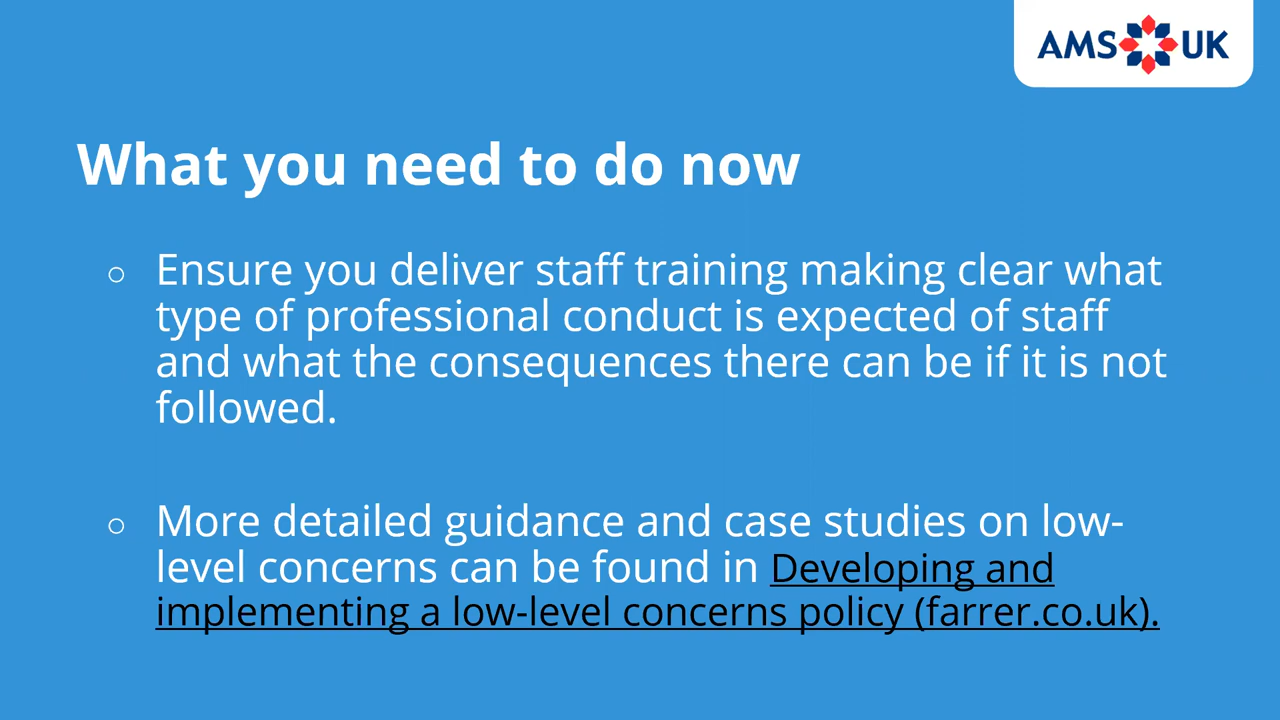 AMS UK
What you need to do now
○ Ensure you deliver staff training making clear what
type of professional conduct is expected of staff
and what the consequences there can be if it is not
followed.
○ More detailed guidance and case studies on low-
level concerns can be found in Developing and
implementing a low-level concerns policy (farrer.co.uk).